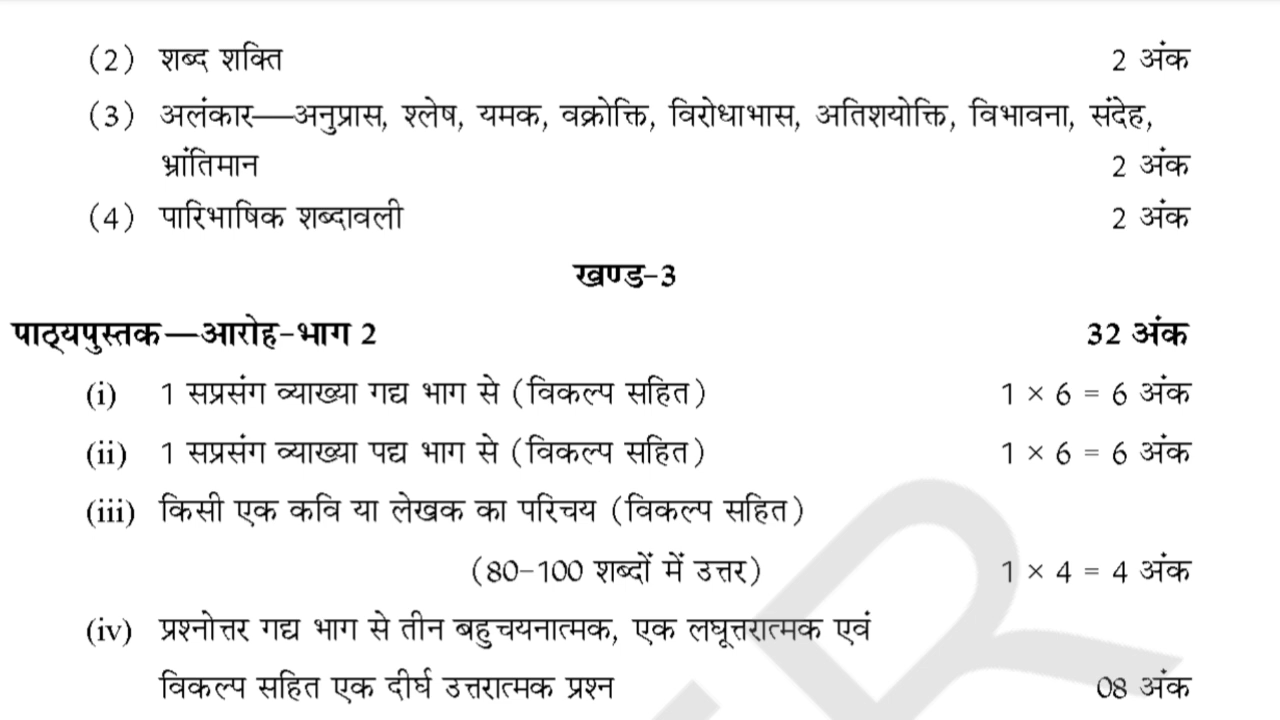 (2) शब्द शक्ति 2 अंक
(3) अलंकार—अनुप्रास, श्लेष, यमक, वक्रोक्ति, विरोधाभास, अतिशयोक्ति, विभावना, संदेह,
भ्रांतिमान 2 अंक
(4) पारिभाषिक शब्दावली 2 अंक
खण्ड-3
पाठ्यपुस्तक—आरोह-भाग 2 32 अंक
(i) 1 सप्रसंग व्याख्या गद्य भाग से (विकल्प सहित) 1 × 6 = 6 अंक
(ii) 1 सप्रसंग व्याख्या पद्य भाग से (विकल्प सहित) 1 × 6 = 6 अंक
(iii) किसी एक कवि या लेखक का परिचय (विकल्प सहित)
(80-100 शब्दों में उत्तर) 1 × 4 = 4 अंक
(iv) प्रश्नोत्तर गद्य भाग से तीन बहुचयनात्मक, एक लघूत्तरात्मक एवं
विकल्प सहित एक दीर्घ उत्तरात्मक प्रश्न 08 अंक